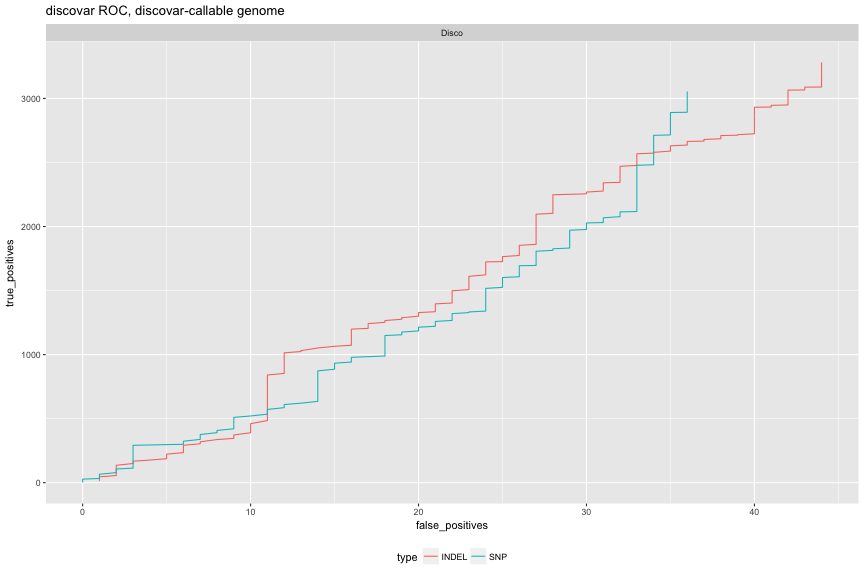 discovar ROC, discovar-callable genome
Disco
3000
2000
1000
0
true_positives
0 10 20 30 40
false_positives
type INDEL SNP